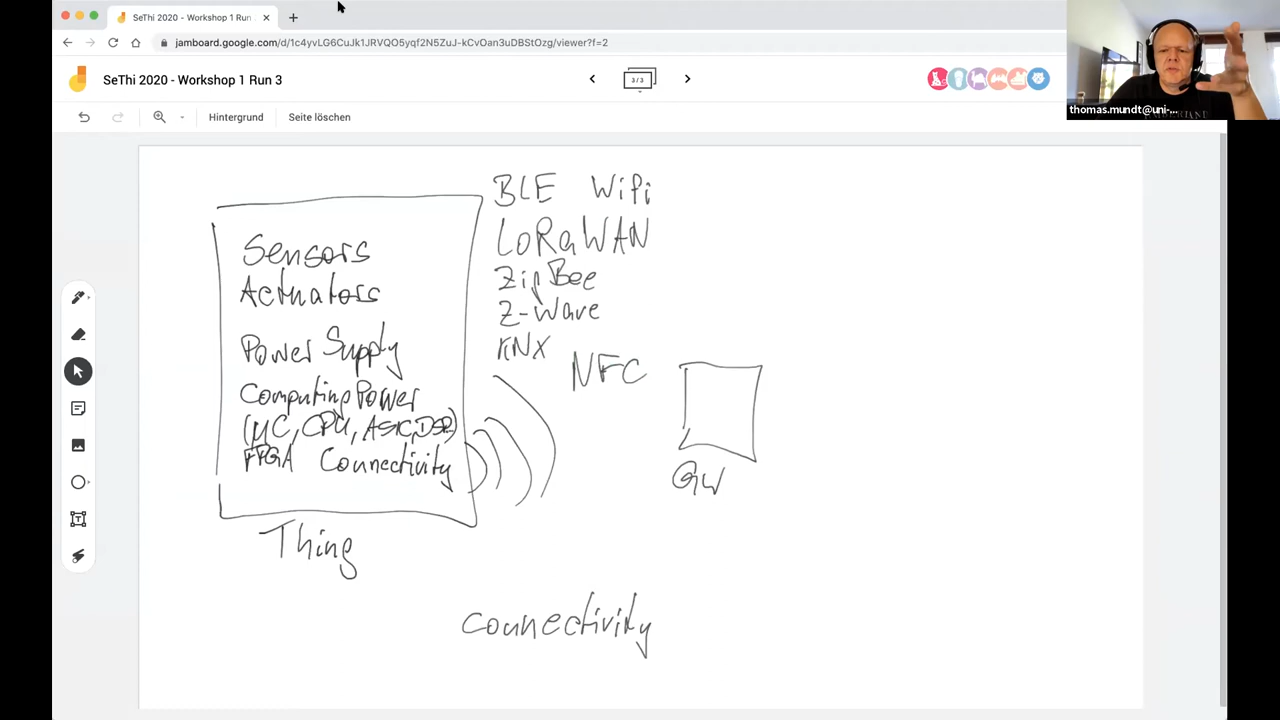 SeThi 2020 - Workshop 1 Run
jamboard.google.com/d/1c4yvLG6CuJk1JRVQO5yqf2N5ZuJ-kCvOan3uDBStOzg/viewer?f=2
SeThi 2020 - Workshop 1 Run 3
3 / 3
thomas.mundt@uni-...
Hintergrund
Seite löschen
BLE Wifi
LoRaWAN
ZigBee
Z-Wave
KNX
NFC
Sensors
Actuators
Power Supply
Computing Power
(µC, CPU, ASIC, DSP)
FPGA Connectivity
GW
Thing
connectivity